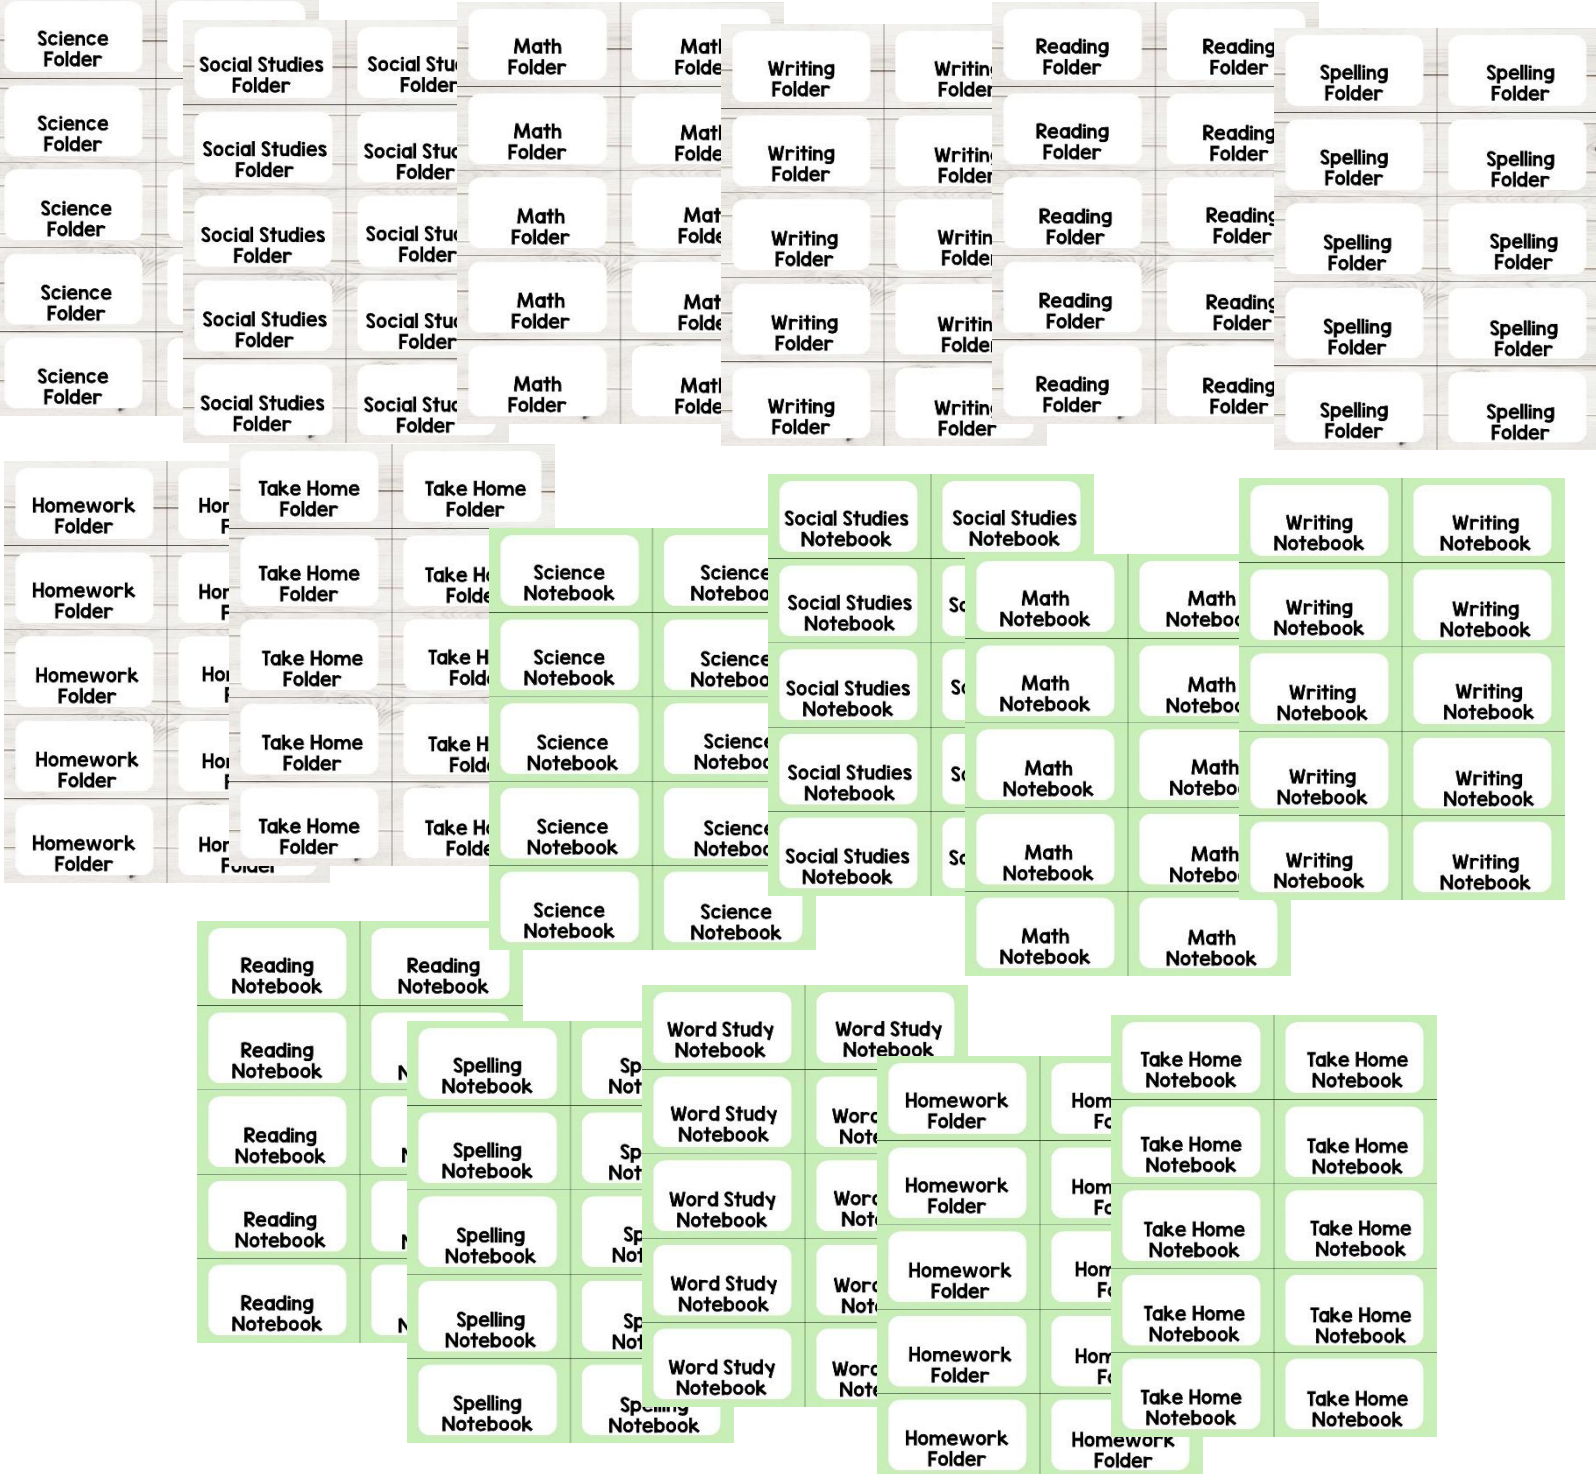 Science
Folder
Science
Folder
Science
Folder
Science
Folder
Science
Folder
Social Studies
Folder
Social Studies
Folder
Social Studies
Folder
Social Studies
Folder
Social Studies
Folder
Math
Folder
Math
Folder
Math
Folder
Math
Folder
Math
Folder
Writing
Folder
Writing
Folder
Writing
Folder
Writing
Folder
Writing
Folder
Folder
Reading
Folder
Reading
Folder
Reading
Folder
Reading
Folder
Reading
Folder
Spelling
Folder
Spelling
Folder
Spelling
Folder
Spelling
Folder
Spelling
Folder
Spelling
Folder
Spelling
Folder
Spelling
Folder
Spelling
Folder
Spelling
Folder
Homework
Folder
Homework
Folder
Homework
Folder
Homework
Folder
Homework
Folder
Take Home
Folder
Take Home
Folder
Take Home
Folder
Take Home
Folder
Take Home
Folder
Take Home
Folder
Science
Notebook
Science
Notebook
Science
Notebook
Science
Notebook
Science
Notebook
Science
Notebook
Social Studies
Notebook
Social Studies
Notebook
Social Studies
Notebook
Social Studies
Notebook
Social Studies
Notebook
Social Studies
Notebook
Math
Notebook
Math
Notebook
Math
Notebook
Math
Notebook
Math
Notebook
Math
Notebook
Writing
Notebook
Writing
Notebook
Writing
Notebook
Writing
Notebook
Writing
Notebook
Writing
Notebook
Writing
Notebook
Writing
Notebook
Writing
Notebook
Writing
Notebook
Reading
Notebook
Reading
Notebook
Reading
Notebook
Reading
Notebook
Reading
Notebook
Reading
Notebook
Spelling
Notebook
Spelling
Notebook
Spelling
Notebook
Spelling
Notebook
Spelling
Notebook
Notebook
Word Study
Notebook
Word Study
Notebook
Word Study
Notebook
Word Study
Notebook
Word Study
Notebook
Word Study
Notebook
Homework
Folder
Homework
Folder
Homework
Folder
Homework
Folder
Homework
Folder
Homework
Folder
Take Home
Notebook
Take Home
Notebook
Take Home
Notebook
Take Home
Notebook
Take Home
Notebook
Take Home
Notebook
Take Home
Notebook
Take Home
Notebook
Take Home
Notebook
Take Home
Notebook